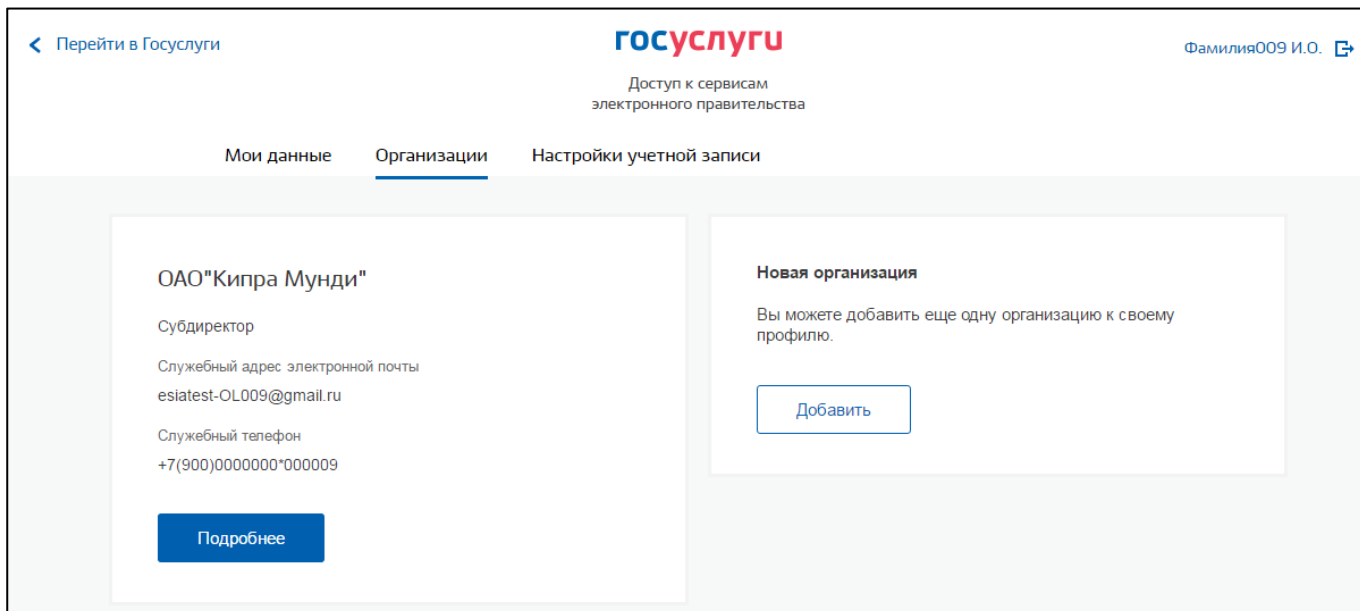 Перейти в Госуслуги
госуслуги
Фамилия009 И.О.
Доступ к сервисам
электронного правительства
Мои данные
Организации
Настройки учетной записи
ОАО"Кипра Мунди"
Субдиректор
Служебный адрес электронной почты
esiatest-OL009@gmail.ru
Служебный телефон
+7(900)0000000*000009
Подробнее
Новая организация
Вы можете добавить еще одну организацию к своему
профилю.
Добавить